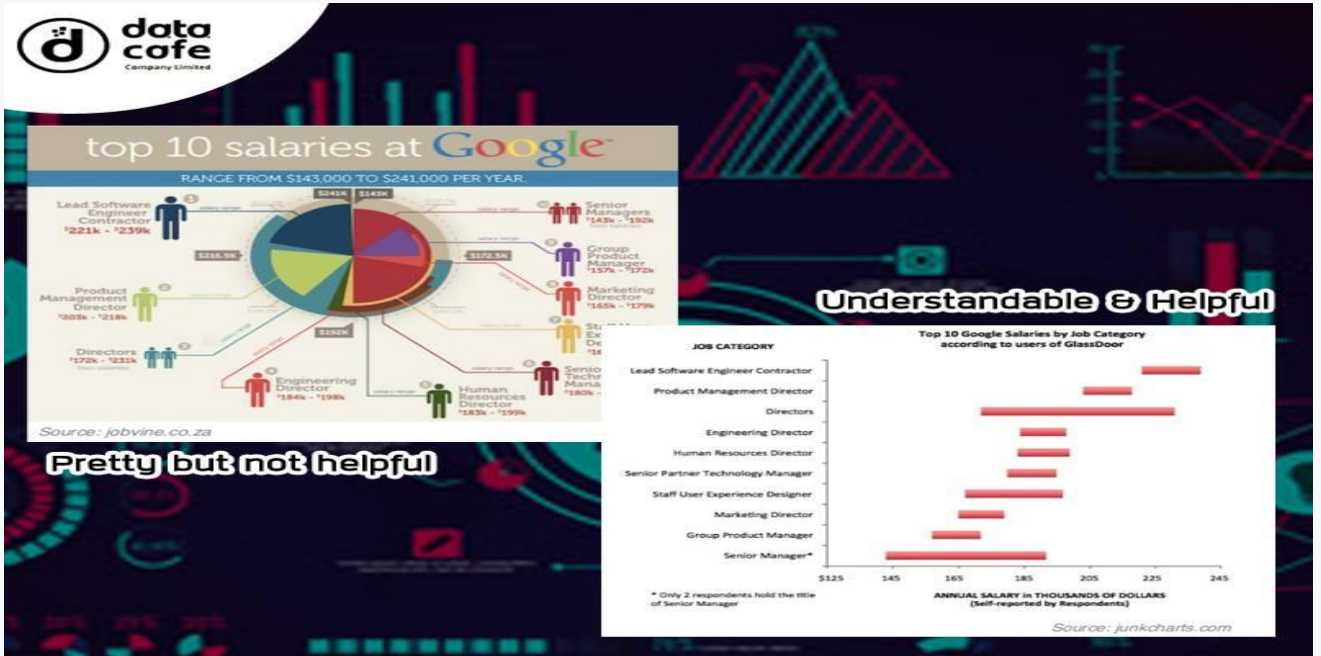 data
cafe
Company Limited
top 10 salaries at Google
RANGE FROM $143,000 TO $241,000 PER YEAR.
$241K
$143K
$216.5K
$172.5K
$192K
salary range
Lead Software
Engineer
Contractor
$221k - $239k
Product
Management
Director
$203k - $218k
Directors
$172k - $231k
two salaries
Engineering
Director
$184k - $198k
Human
Resources
Director
$183k - $199k
Senior
Managers
$143k - $192k
two salaries
Group
Product
Manager
$157k - $172k
Marketing
Director
$165k - $179k
Source: jobvine.co.za
Pretty but not helpful
Understandable & Helpful
Top 10 Google Salaries by Job Category
according to users of GlassDoor
JOB CATEGORY
Lead Software Engineer Contractor
Product Management Director
Directors
Engineering Director
Human Resources Director
Senior Partner Technology Manager
Staff User Experience Designer
Marketing Director
Group Product Manager
Senior Manager*
$125 145 165 185 205 225 245
* Only 2 respondents hold the title
of Senior Manager
ANNUAL SALARY in THOUSANDS OF DOLLARS
(Self-reported by Respondents)
Source: junkcharts.com